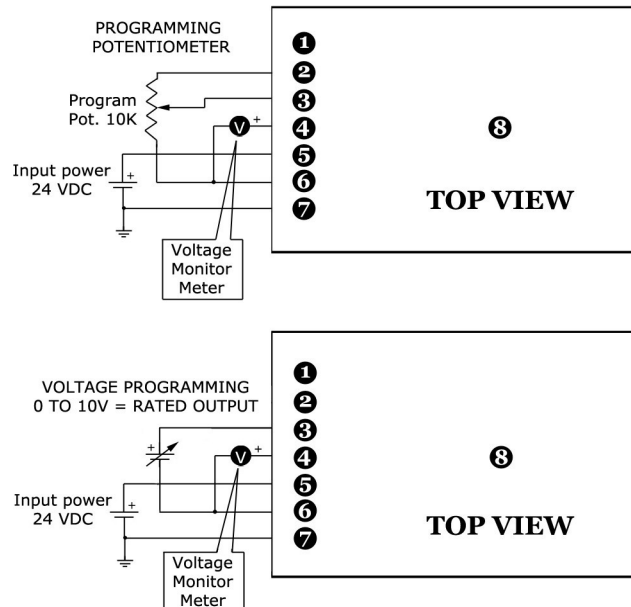 PROGRAMMING
POTENTIOMETER
Program
Pot. 10K
Input power
24 VDC
+
V +
Voltage
Monitor
Meter
1
2
3
4
5
6
7
8
TOP VIEW
VOLTAGE PROGRAMMING
0 TO 10V = RATED OUTPUT
+
Input power
24 VDC
+
V +
Voltage
Monitor
Meter
1
2
3
4
5
6
7
8
TOP VIEW